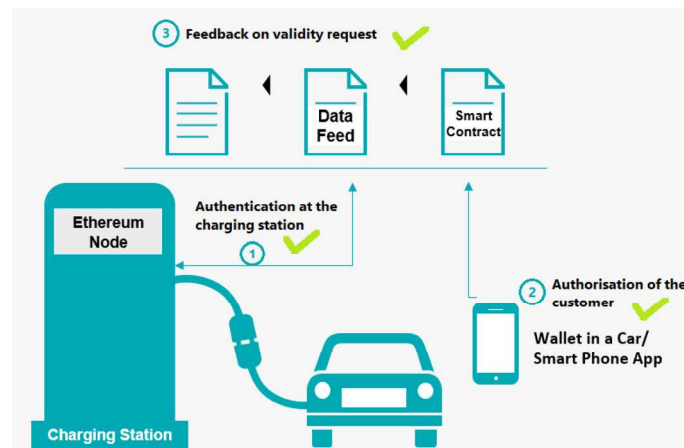 3 Feedback on validity request
Data
Feed
Smart
Contract
Ethereum
Node
Authentication at the
charging station
1
2 Authorisation of the
customer
Wallet in a Car/
Smart Phone App
Charging Station